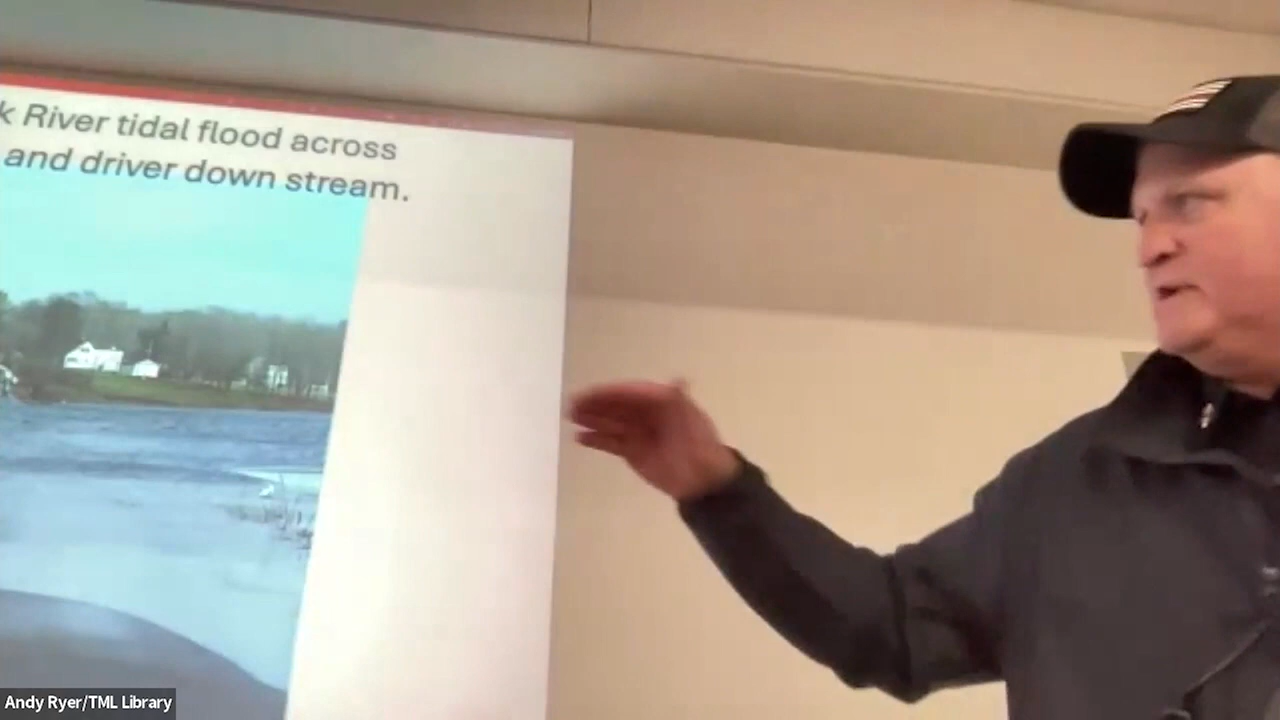 k River tidal flood across
and driver down stream.
Andy Ryer/TML Library